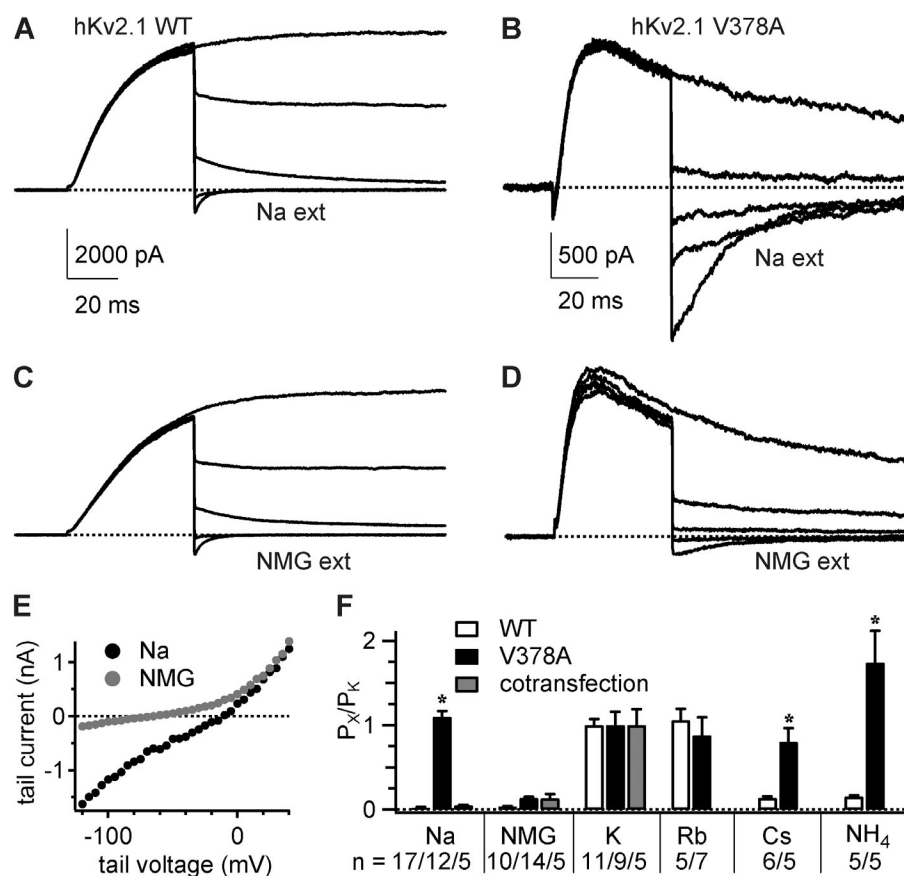 A hKv2.1 WT
B hKv2.1 V378A
Na ext
2000 pA
20 ms
Na ext
500 pA
20 ms
C
NMG ext
D
NMG ext
E
Na
NMG
tail current (nA)
1
0
-1
-100
0
tail voltage (mV)
F
WT
V378A
cotransfection
PX/PK
2
1
0
*
*
*
Na NMG K Rb Cs NH4
n = 17/12/5 10/14/5 11/9/5 5/7 6/5 5/5